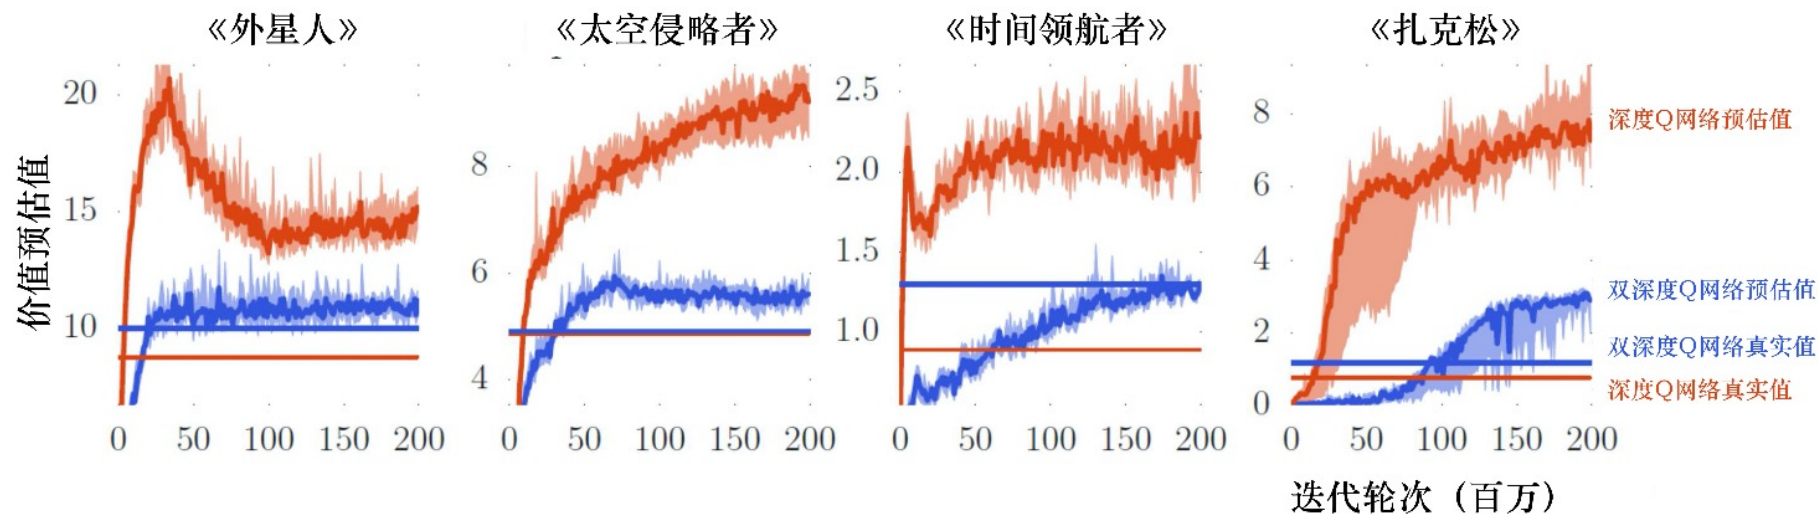 《外星人》
《太空侵略者》
《时间领航者》
《扎克松》
价值预估值
20
15
10
0 50 100 150 200
8
6
4
0 50 100 150 200
2.5
2.0
1.5
1.0
0 50 100 150 200
8
6
4
2
0
0 50 100 150 200
深度Q网络预估值
双深度Q网络预估值
双深度Q网络真实值
深度Q网络真实值
迭代轮次（百万）